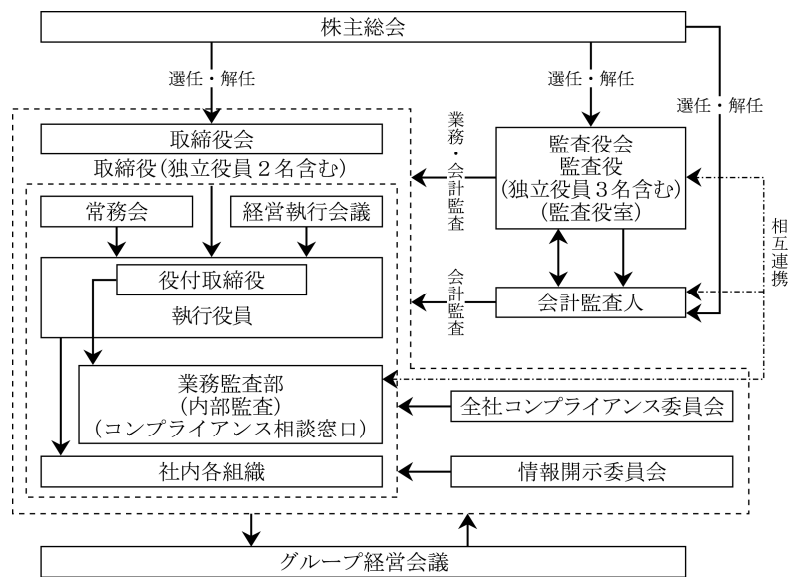 株主総会
選任・解任
選任・解任
選任・解任
取締役会
取締役(独立役員２名含む)
業務・会計監査
監査役会
監査役
(独立役員３名含む)
(監査役室)
常務会
経営執行会議
相互連携
役付取締役
執行役員
会計監査
会計監査人
業務監査部
(内部監査)
(コンプライアンス相談窓口)
全社コンプライアンス委員会
社内各組織
情報開示委員会
グループ経営会議